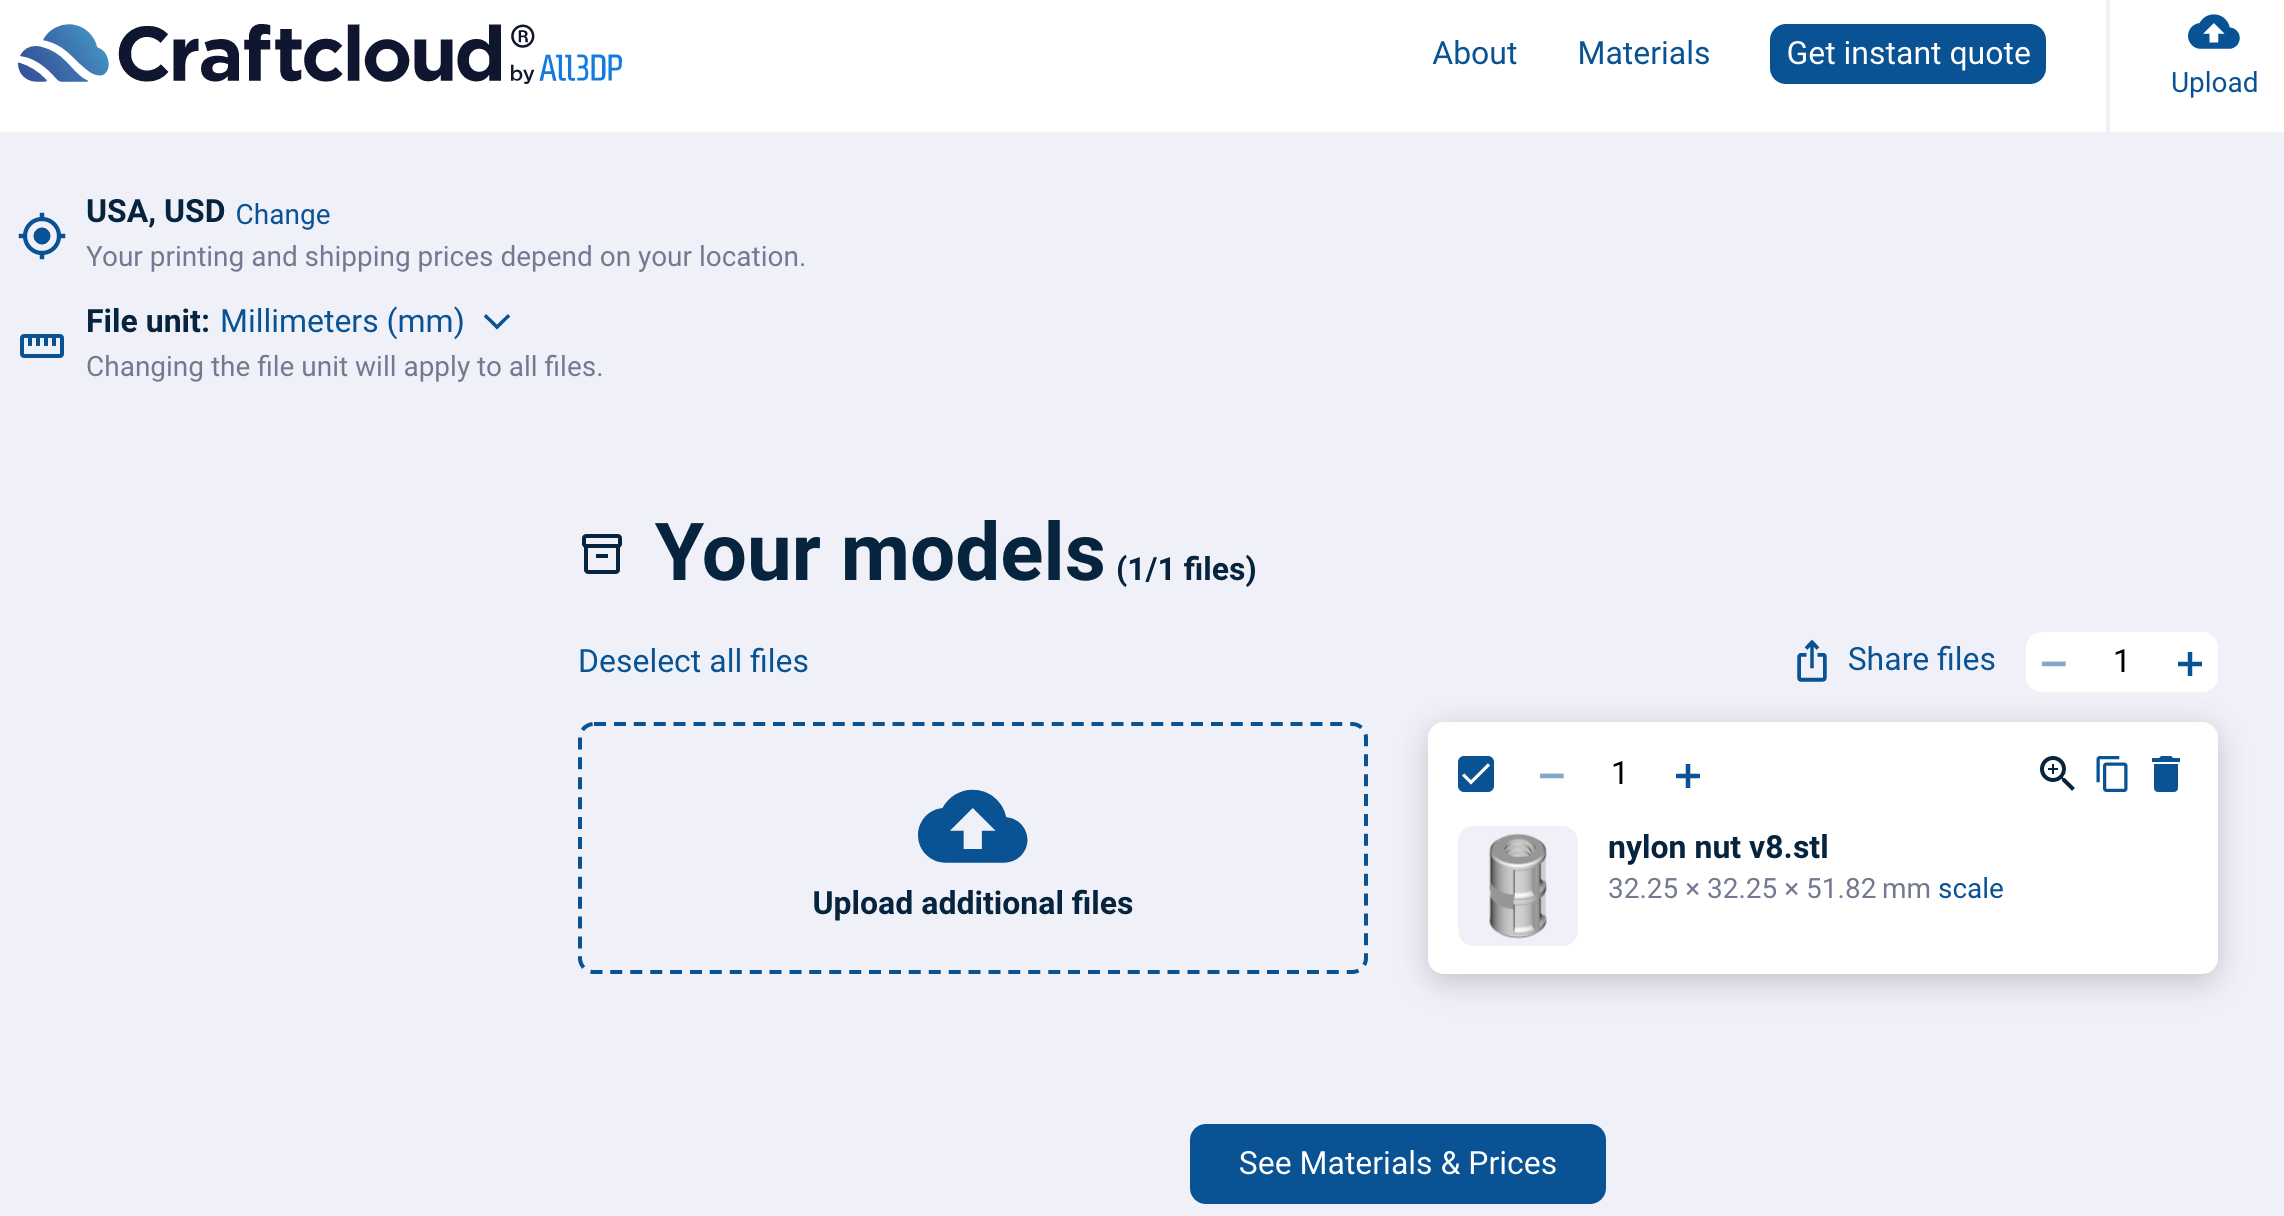 Craftcloud® by All3DP
About
Materials
Get instant quote
Upload
USA, USD Change
Your printing and shipping prices depend on your location.
File unit: Millimeters (mm)
Changing the file unit will apply to all files.
Your models (1/1 files)
Deselect all files
Share files
1
Upload additional files
1
nylon nut v8.stl
32.25 × 32.25 × 51.82 mm scale
See Materials & Prices